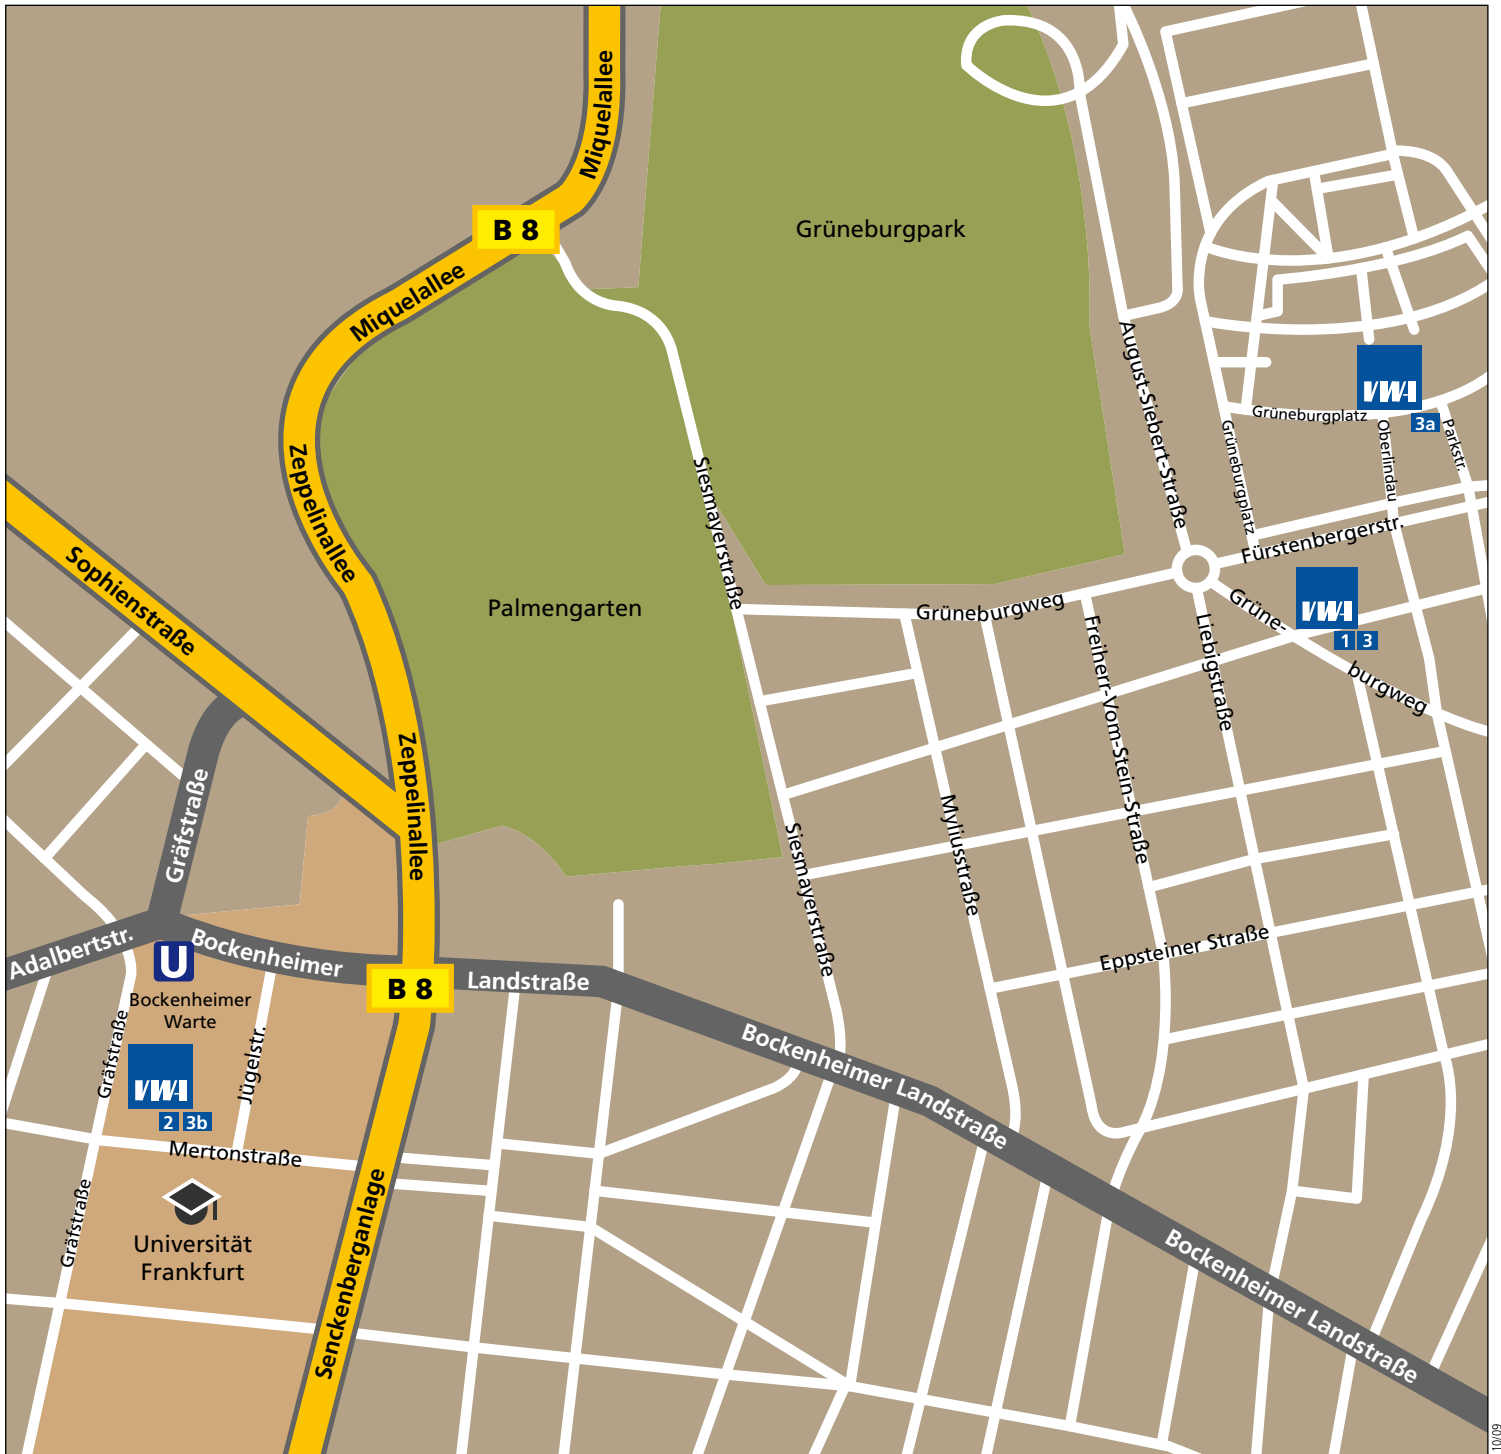 Miquelallee
B 8
Miquelallee
Grüneburgpark
August-Siebert-Straße
VWA
3a
Grüneburgplatz
Grüneburgplatz
Oberlindau
Parkstr.
Zeppelinallee
Siesmayerstraße
Sophienstraße
Palmengarten
Fürstenbergerstr.
Grüneburgweg
Grüne-
burgweg
VWA
1 3
Freiherr-Vom-Stein-Straße
Liebigstraße
Zeppelinallee
Gräfstraße
Siesmayerstraße
Myliusstraße
Eppsteiner Straße
Adalbertstr.
U
Bockenheimer
B 8
Landstraße
Bockenheimer
Warte
Gräfstraße
Jügelstr.
VWA
2 3b
Bockenheimer Landstraße
Mertonstraße
Gräfstraße
Universität
Frankfurt
Senckenberganlage
Bockenheimer Landstraße
10/09